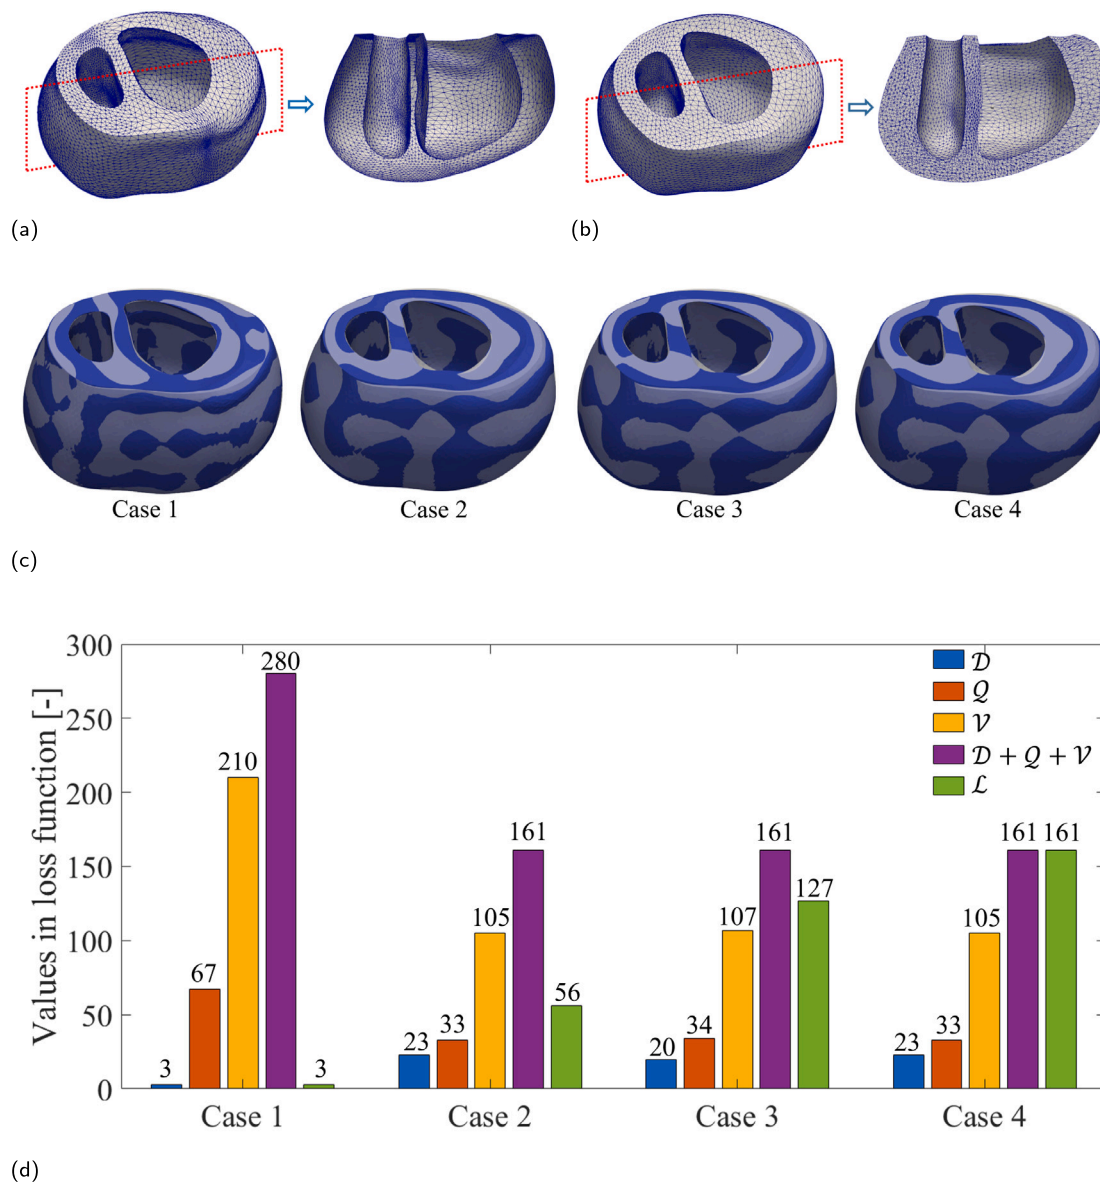 (a)
(b)
Case 1
Case 2
Case 3
Case 4
(c)
Values in loss function [-]
300
250
200
150
100
50
0
3
67
210
280
3
23
33
105
161
56
20
34
107
161
127
23
33
105
161
161
𝒟
𝒬
𝒱
𝒟 + 𝒬 + 𝒱
ℒ
Case 1
Case 2
Case 3
Case 4
(d)